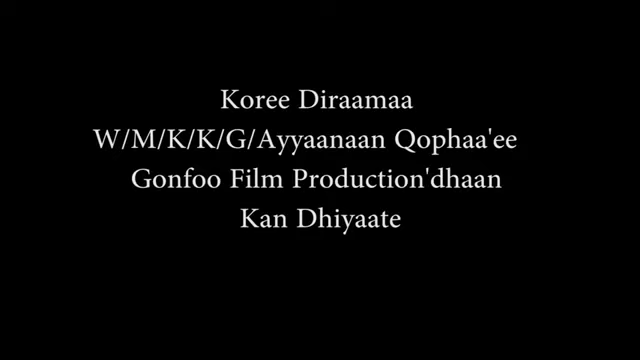 Koree Diraamaa
W/M/K/K/G/Ayyaanaan Qophaa'ee
Gonfoo Film Production'dhaan
Kan Dhiyaate